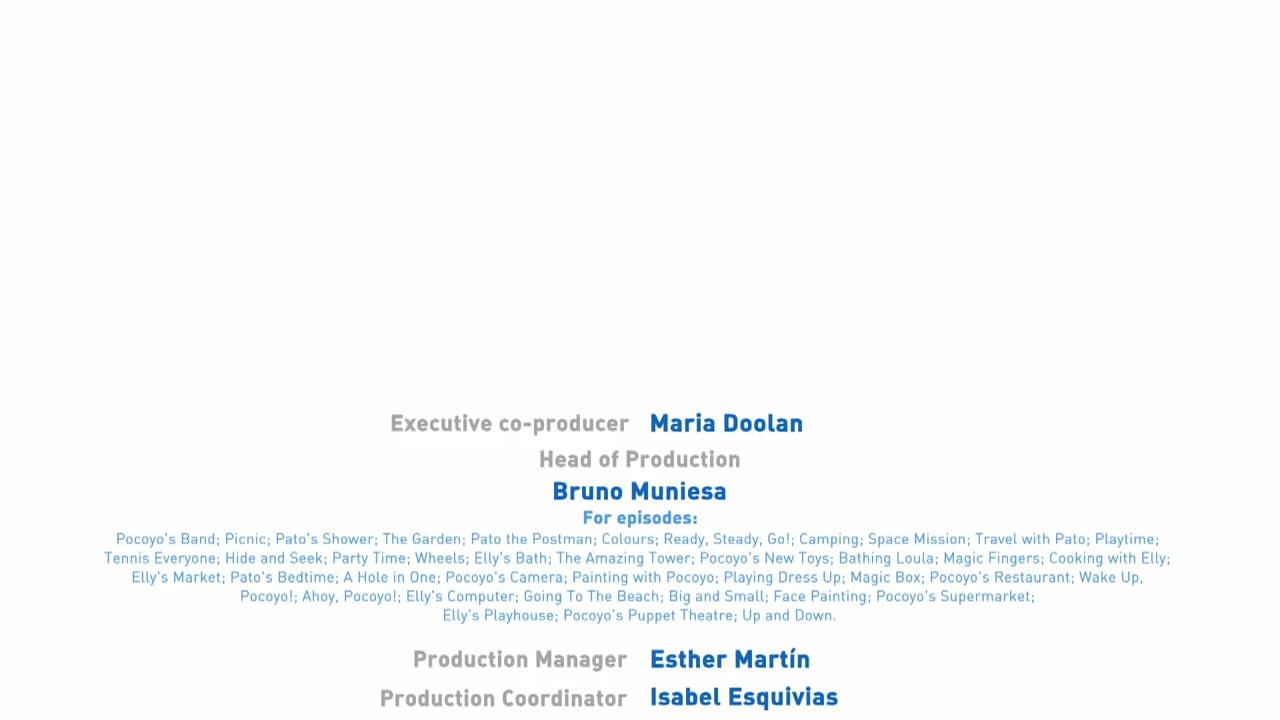 Executive co-producer Maria Doolan
Head of Production
Bruno Muniesa
For episodes:
Pocoyo's Band; Picnic; Pato's Shower; The Garden; Pato the Postman; Colours; Ready, Steady, Go!; Camping; Space Mission; Travel with Pato; Playtime;
Tennis Everyone; Hide and Seek; Party Time; Wheels; Elly's Bath; The Amazing Tower; Pocoyo's New Toys; Bathing Loula; Magic Fingers; Cooking with Elly;
Elly's Market; Pato's Bedtime; A Hole in One; Pocoyo's Camera; Painting with Pocoyo; Playing Dress Up; Magic Box; Pocoyo's Restaurant; Wake Up,
Pocoyo!; Ahoy, Pocoyo!; Elly's Computer; Going To The Beach; Big and Small; Face Painting; Pocoyo's Supermarket;
Elly's Playhouse; Pocoyo's Puppet Theatre; Up and Down.
Production Manager Esther Martín
Production Coordinator Isabel Esquivias